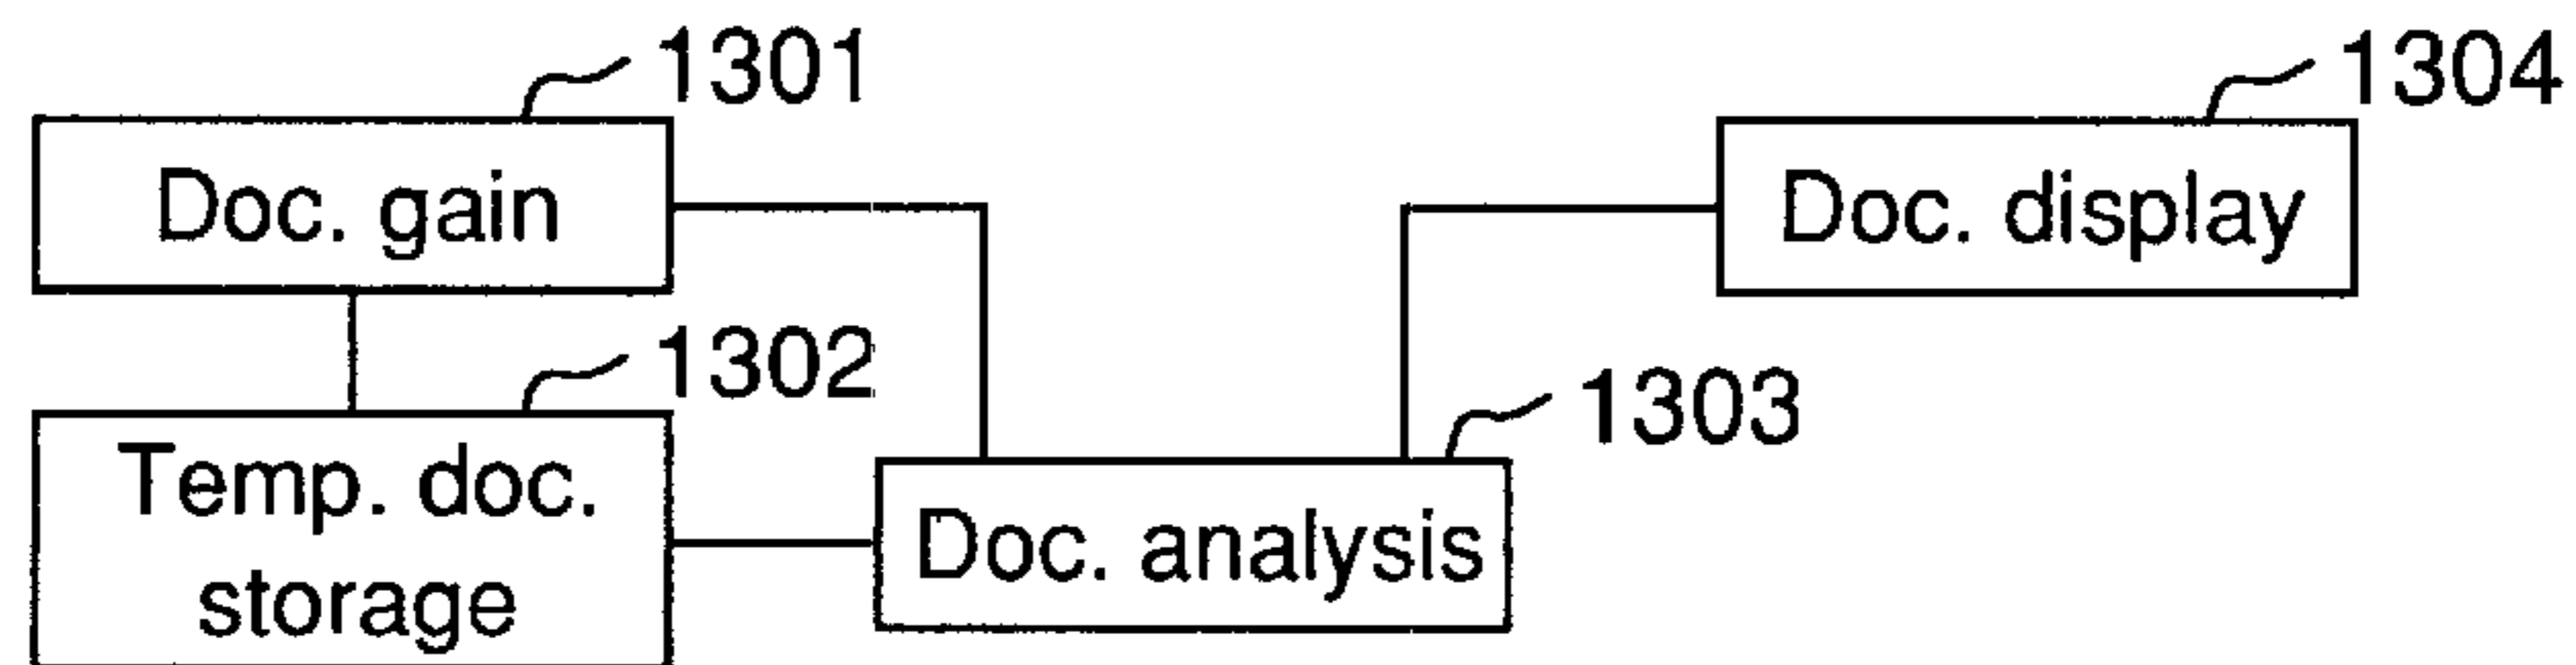 1301
Doc. gain
1304
Doc. display
1302
Temp. doc.
storage
1303
Doc. analysis